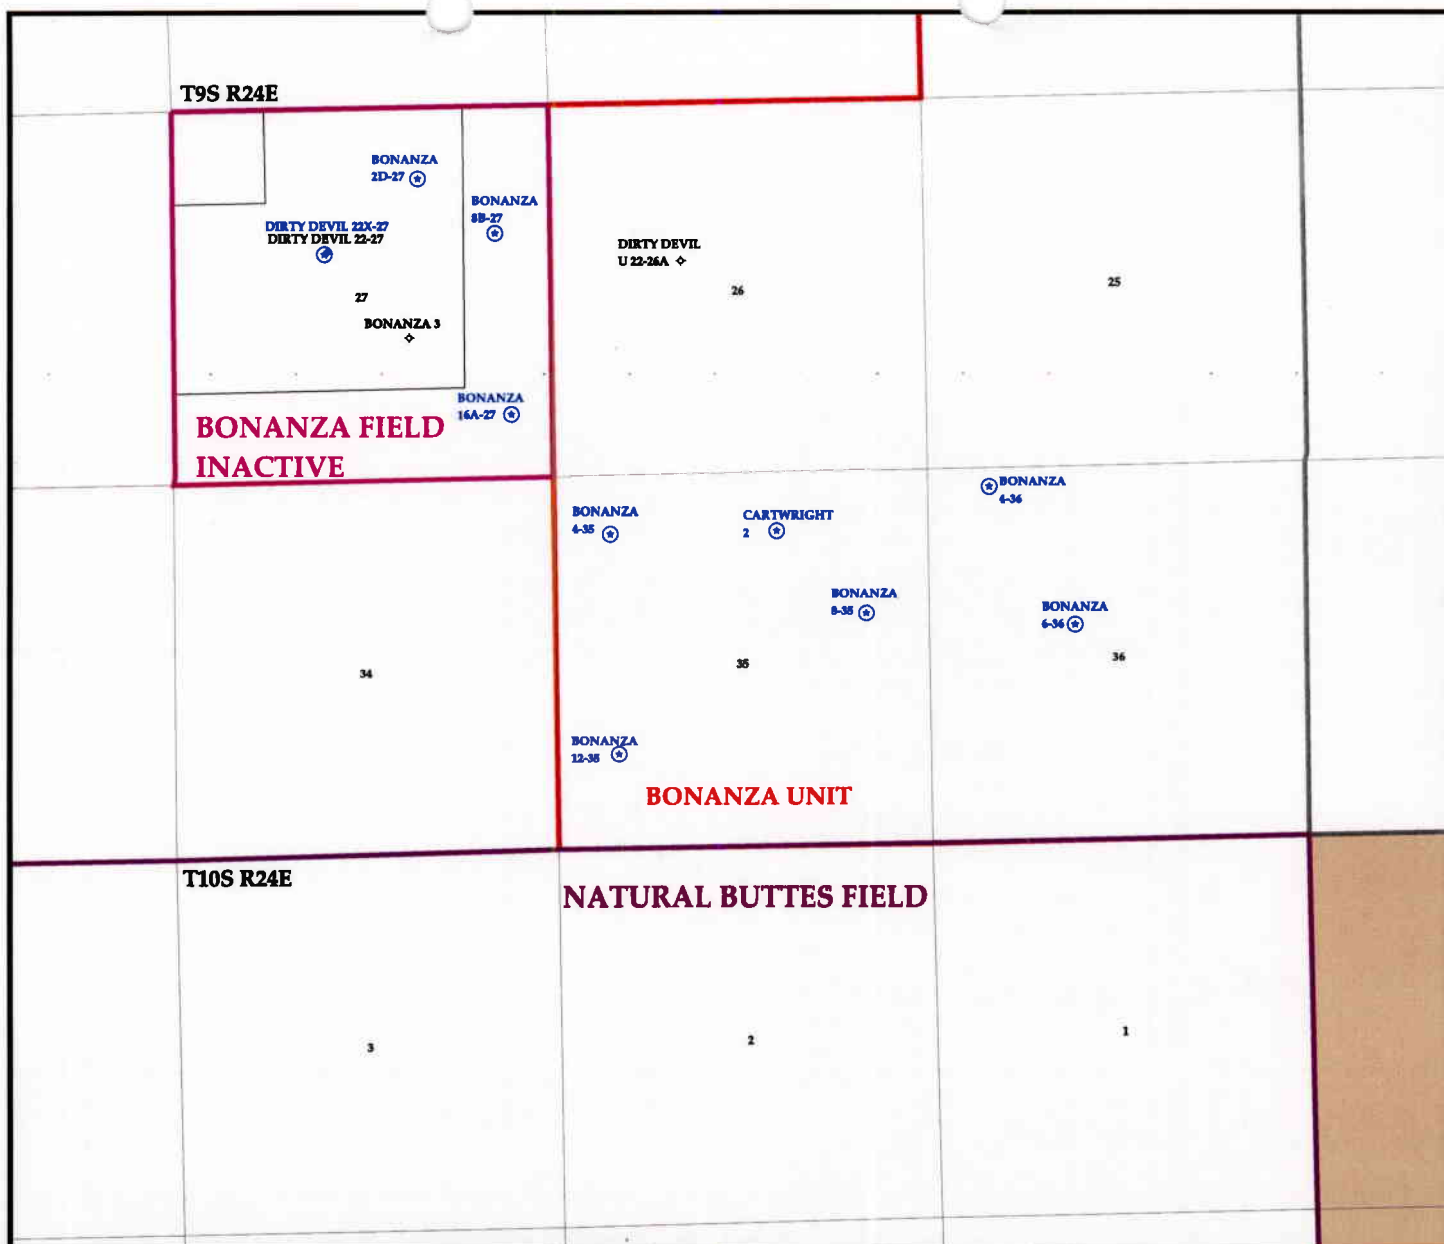 T9S R24E
BONANZA
2D-27
BONANZA
8B-27
DIRTY DEVIL 22X-27
DIRTY DEVIL 22-27
DIRTY DEVIL
U 22-26A
27
26
25
BONANZA 3
BONANZA
16A-27
BONANZA FIELD
INACTIVE
BONANZA
4-36
BONANZA
4-35
CARTWRIGHT
2
BONANZA
8-35
BONANZA
6-36
34
35
36
BONANZA
12-35
BONANZA UNIT
T10S R24E
NATURAL BUTTES FIELD
3
2
1